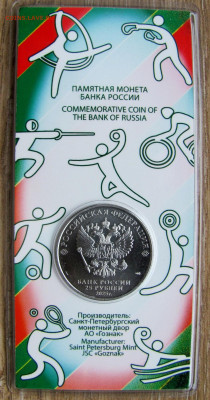 ПАМЯТНАЯ МОНЕТА
БАНКА РОССИИ
COMMEMORATIVE COIN OF
THE BANK OF RUSSIA
РОССИЙСКАЯ ФЕДЕРАЦИЯ
БАНК РОССИИ
25 РУБЛЕЙ
Производитель:
Санкт-Петербургский
монетный двор
АО «Гознак»
Manufacturer:
Saint Petersburg Mint
JSC «Goznak»